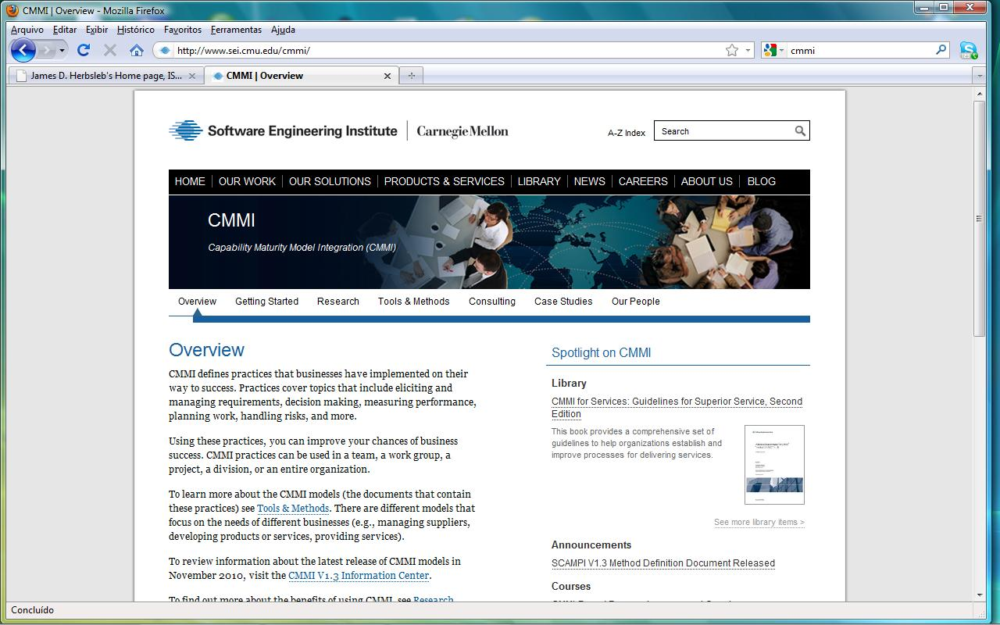 CMMI | Overview - Mozilla Firefox
Arquivo Editar Exibir Histórico Favoritos Ferramentas Ajuda
http://www.sei.cmu.edu/cmmi/
cmmi
James D. Herbsleb's Home page, IS...
CMMI | Overview
Software Engineering Institute | CarnegieMellon
A-Z Index
Search
HOME | OUR WORK | OUR SOLUTIONS | PRODUCTS & SERVICES | LIBRARY | NEWS | CAREERS | ABOUT US | BLOG
CMMI
Capability Maturity Model Integration (CMMI)
Overview Getting Started Research Tools & Methods Consulting Case Studies Our People
Overview
CMMI defines practices that businesses have implemented on their
way to success. Practices cover topics that include eliciting and
managing requirements, decision making, measuring performance,
planning work, handling risks, and more.
Using these practices, you can improve your chances of business
success. CMMI practices can be used in a team, a work group, a
project, a division, or an entire organization.
To learn more about the CMMI models (the documents that contain
these practices) see Tools & Methods. There are different models that
focus on the needs of different businesses (e.g., managing suppliers,
developing products or services, providing services).
To review information about the latest release of CMMI models in
November 2010, visit the CMMI V1.3 Information Center.
To find out more about the benefits of using CMMI, see Research
Spotlight on CMMI
Library
CMMI for Services: Guidelines for Superior Service, Second
Edition
This book provides a comprehensive set of
guidelines to help organizations establish and
improve processes for delivering services.
See more library items >
Announcements
SCAMPI V1.3 Method Definition Document Released
Courses
Concluído